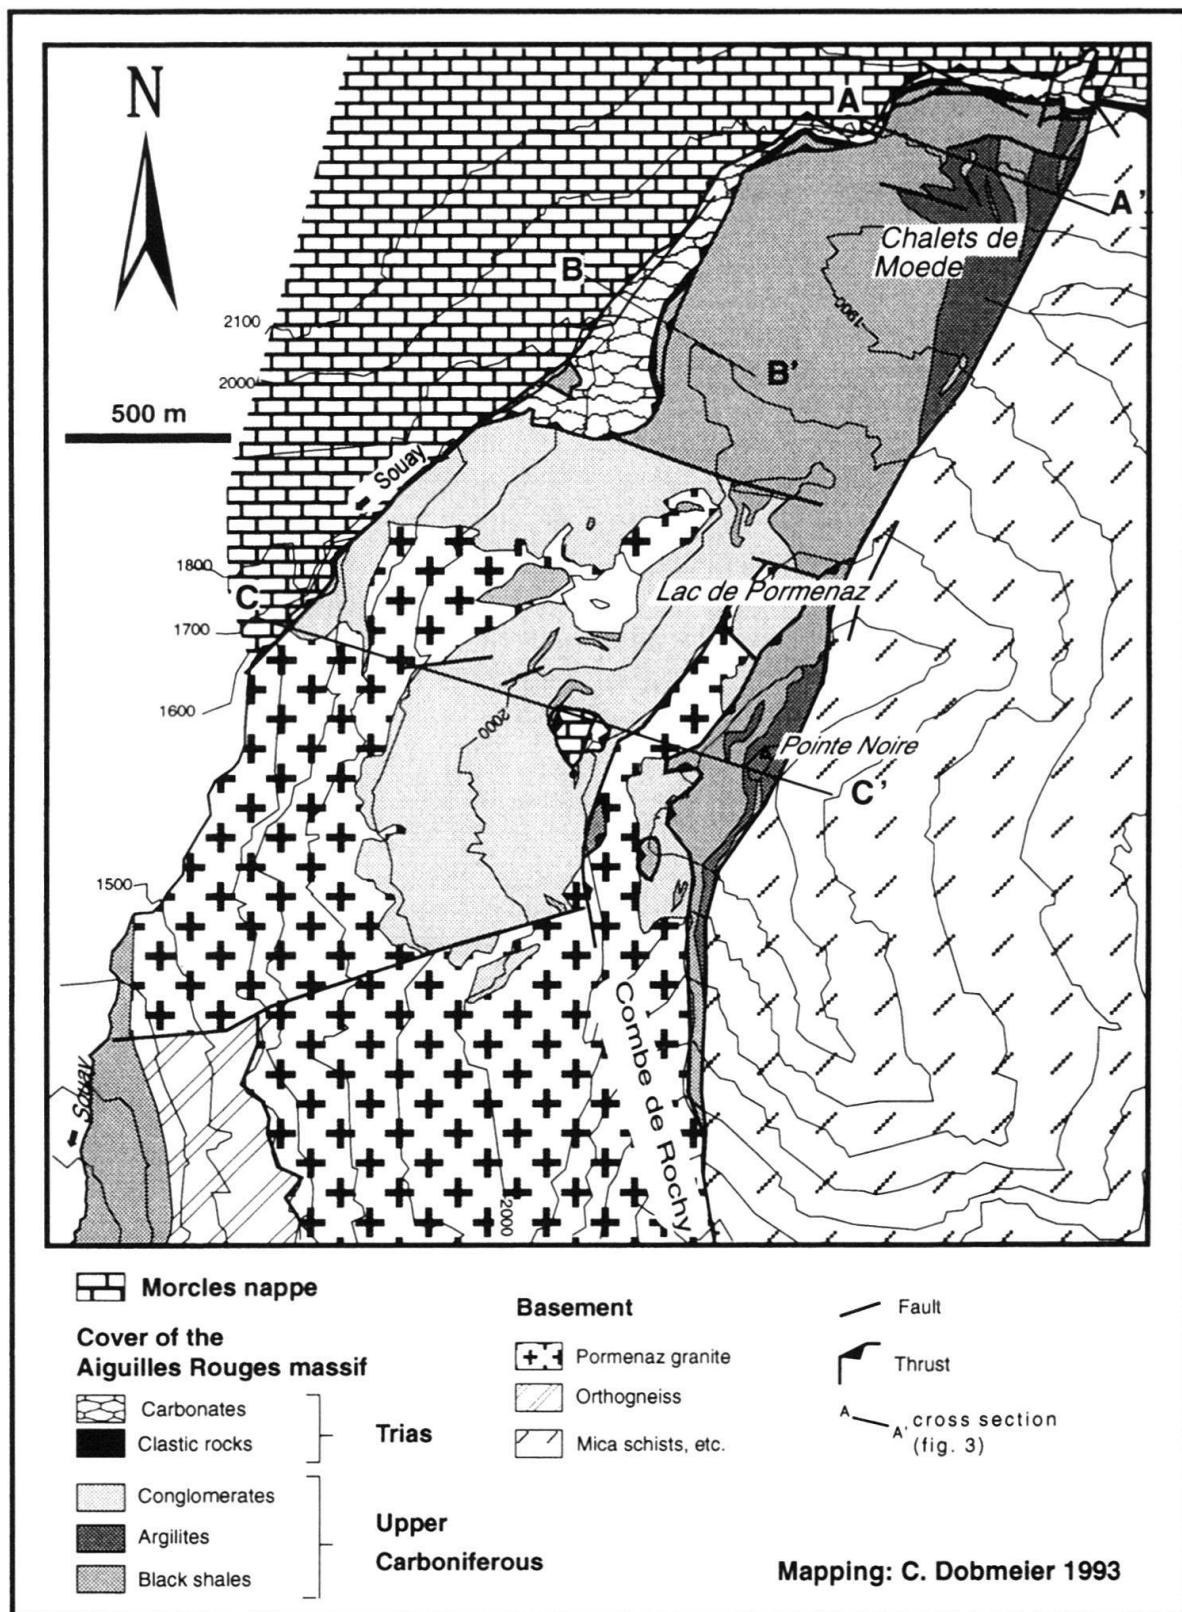 N
A
A'
Chalets de
Moede
B
1900
2100
B'
2000
500 m
Souay
1800
Lac de Pormenaz
C
1700
1600
2000
Pointe Noire
C'
1500
Combe de Rochy
Souay
2000
Morcles nappe
Cover of the
Aiguilles Rouges massif
Carbonates
Clastic rocks
Trias
Conglomerates
Argilites
Black shales
Upper
Carboniferous
Basement
Pormenaz granite
Orthogneiss
Mica schists, etc.
Fault
Thrust
A
A' cross section
(fig. 3)
Mapping: C. Dobmeier 1993